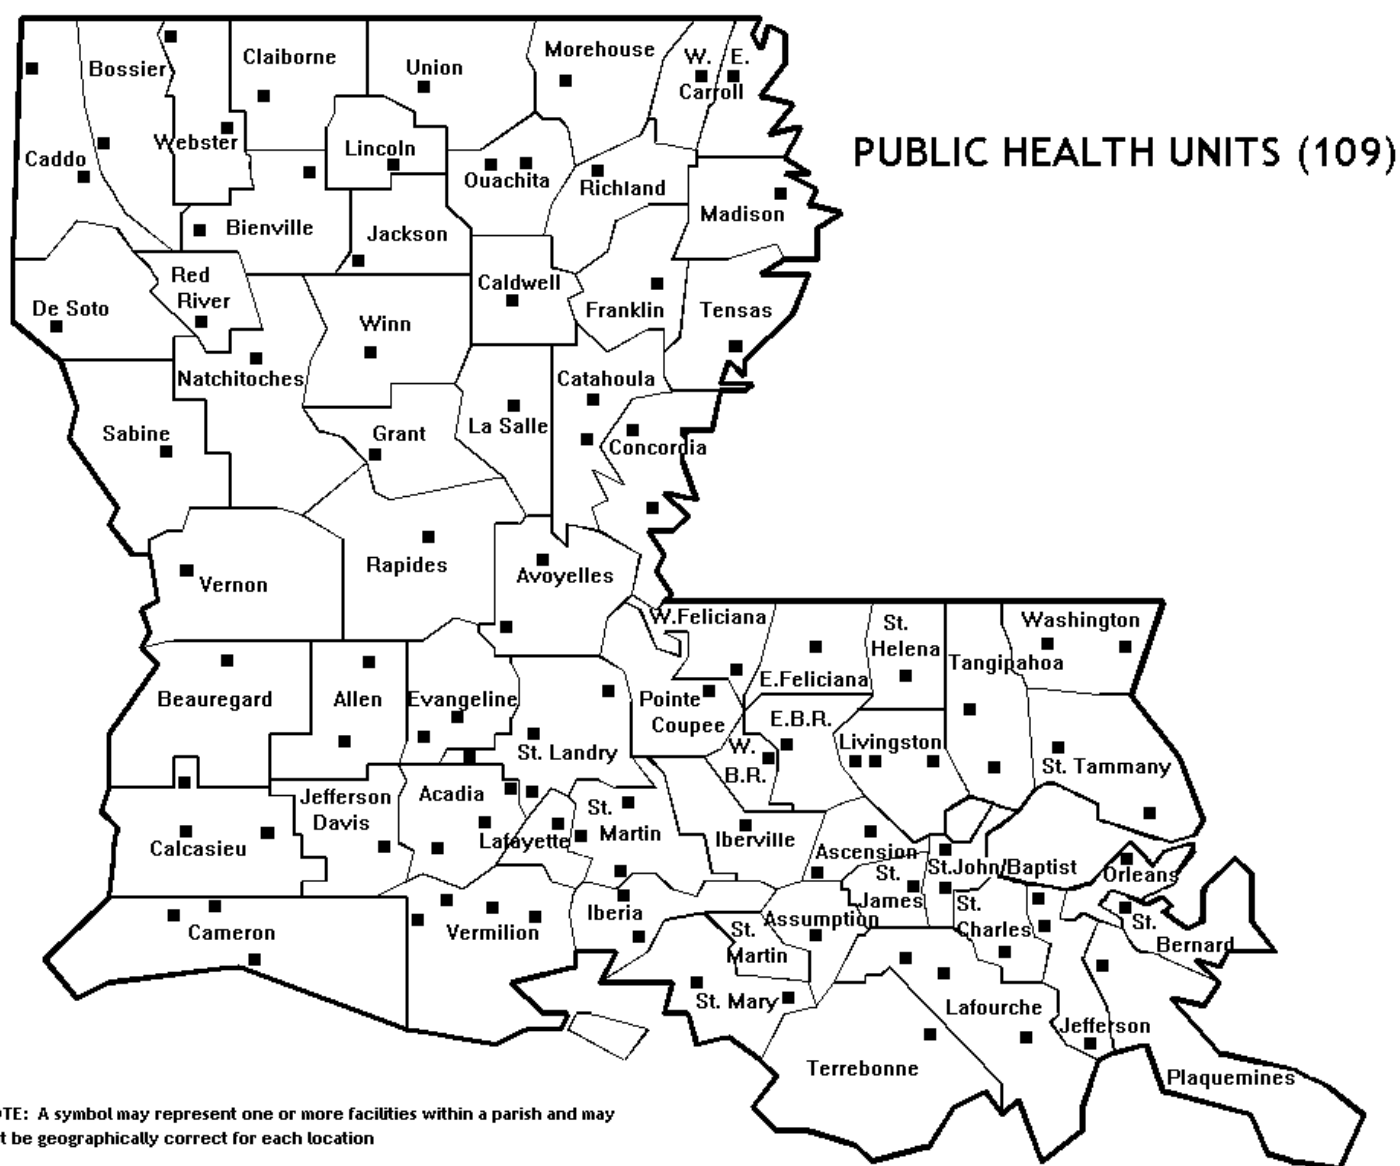 PUBLIC HEALTH UNITS (109)
Claiborne
Morehouse
W. E.
Carroll
Bossier
Union
Webster
Lincoln
Caddo
Ouachita
Richland
Madison
Bienville
Jackson
Red
River
Caldwell
De Soto
Winn
Franklin
Tensas
Natchitoches
Catahoula
Sabine
Grant
La Salle
Concordia
Rapides
Avoyelles
Vernon
W.Feliciana
St.
Helena
Washington
Tangipahoa
E.Feliciana
Beauregard
Allen
Evangeline
Pointe
Coupee
E.B.R.
W.
B.R.
Livingston
St. Landry
St. Tammany
Jefferson
Davis
Acadia
St.
Martin
Lafayette
Iberville
Calcasieu
Ascension
St.John/Baptist
Orleans
St.
James
St.
Charles
Iberia
Assumption
St.
Bernard
Cameron
Vermilion
St.
Martin
St. Mary
Lafourche
Jefferson
Terrebonne
Plaquemines
TE: A symbol may represent one or more facilities within a parish and may
t be geographically correct for each location